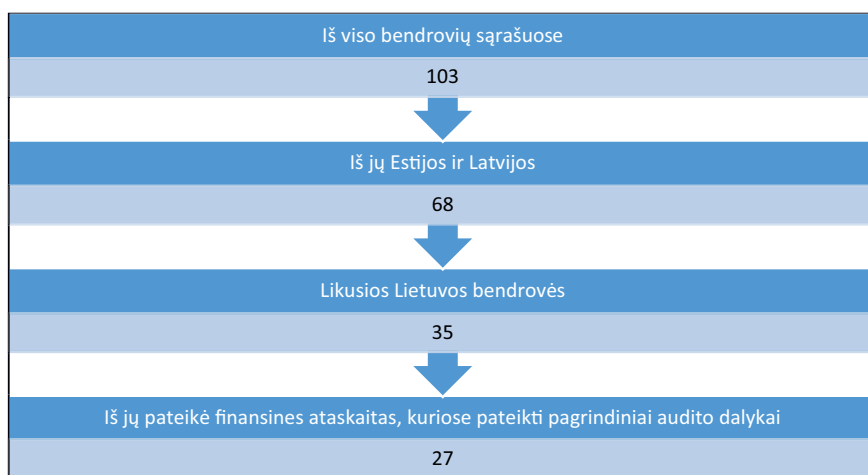 Iš viso bendrovių sąrašuose
103
Iš jų Estijos ir Latvijos
68
Likusios Lietuvos bendrovės
35
Iš jų pateikė finansines ataskaitas, kuriose pateikti pagrindiniai audito dalykai
27